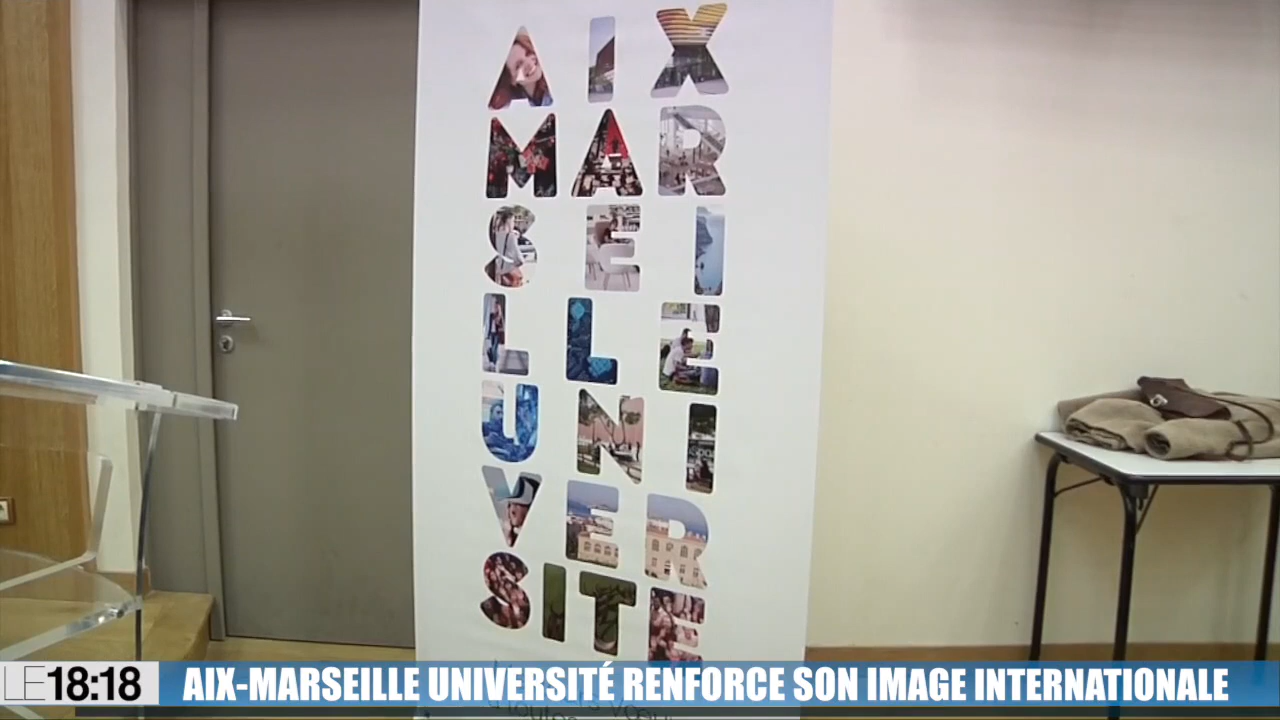 AIX
MAR
SEI
LLE
UNI
VER
SITE
LE 18:18
AIX-MARSEILLE UNIVERSITÉ RENFORCE SON IMAGE INTERNATIONALE